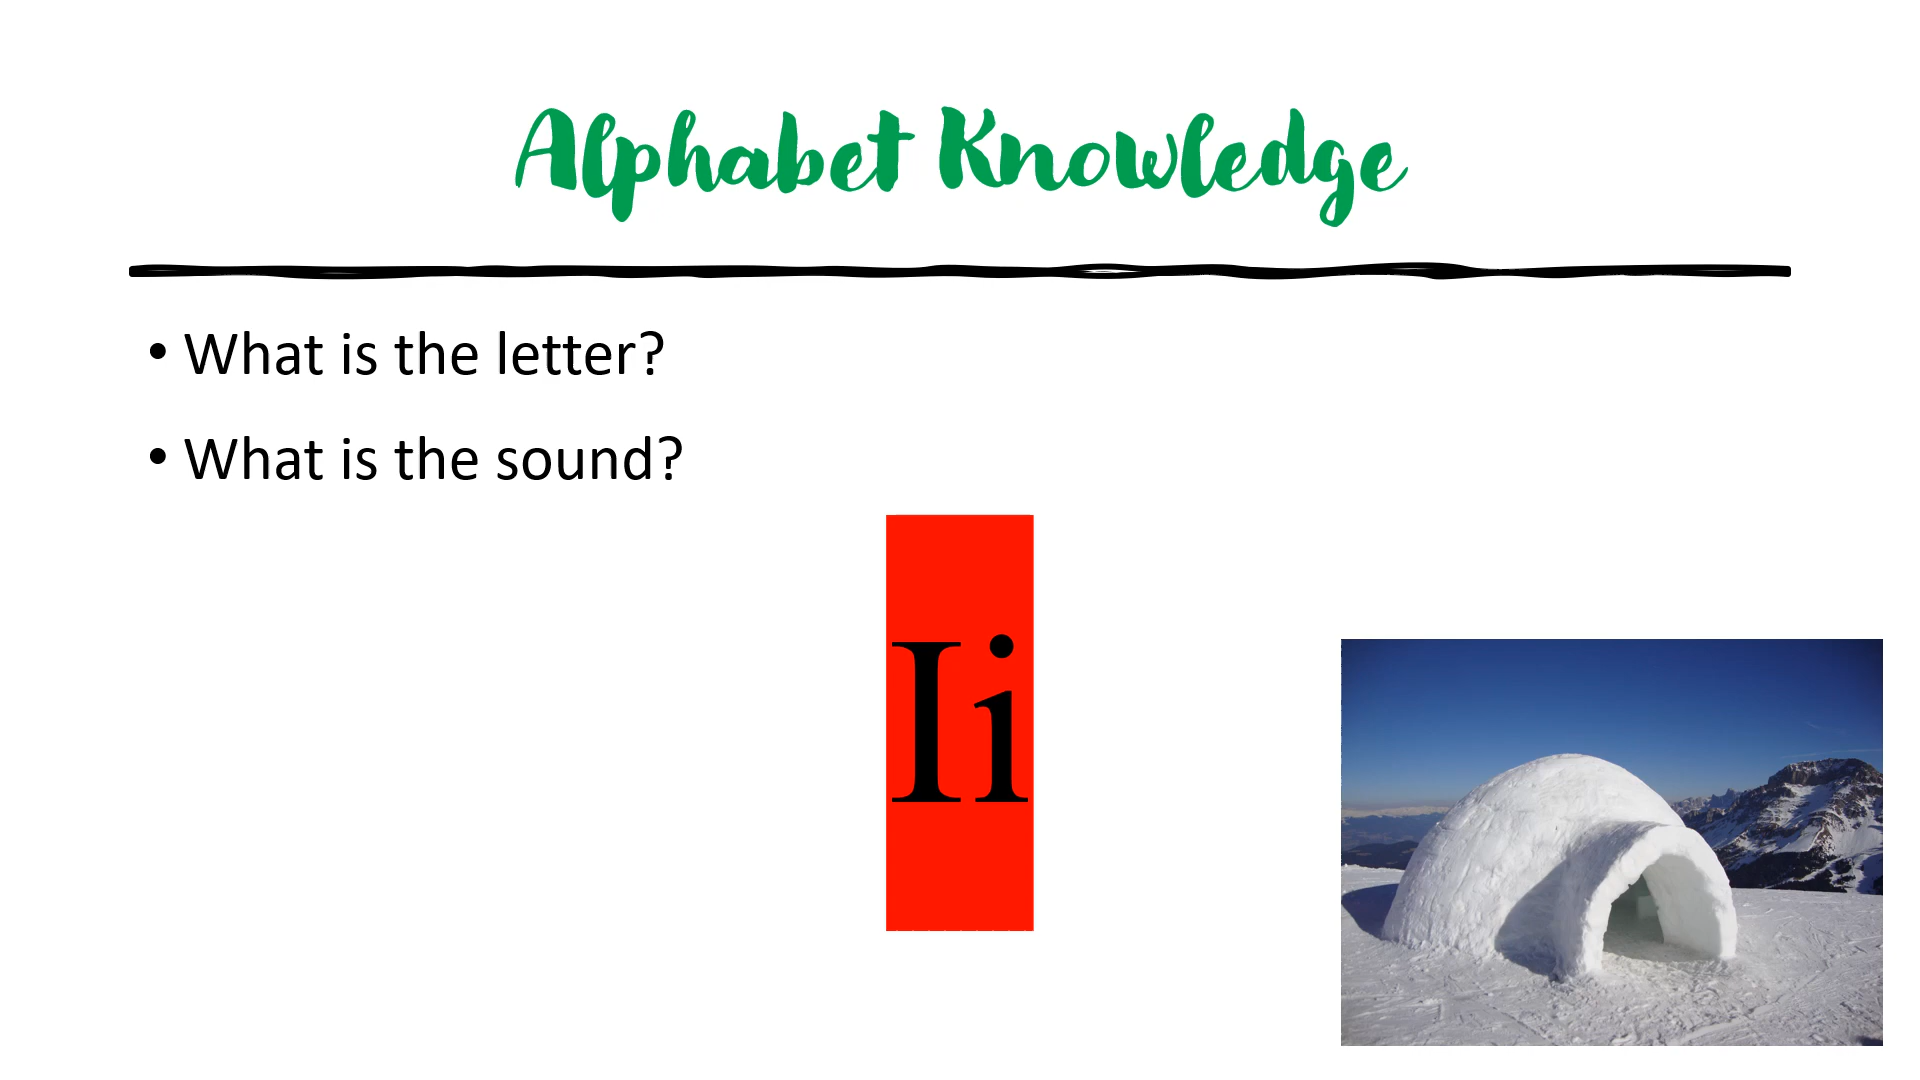 Alphabet Knowledge
• What is the letter?
• What is the sound?
Ii